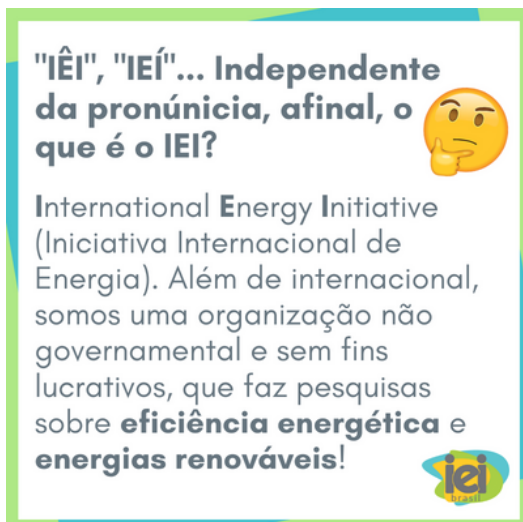 "IÊI", "IEÍ"... Independente
da pronúnicia, afinal, o
que é o IEI?
International Energy Initiative
(Iniciativa Internacional de
Energia). Além de internacional,
somos uma organização não
governamental e sem fins
lucrativos, que faz pesquisas
sobre eficiência energética e
energias renováveis!
iei
brasil